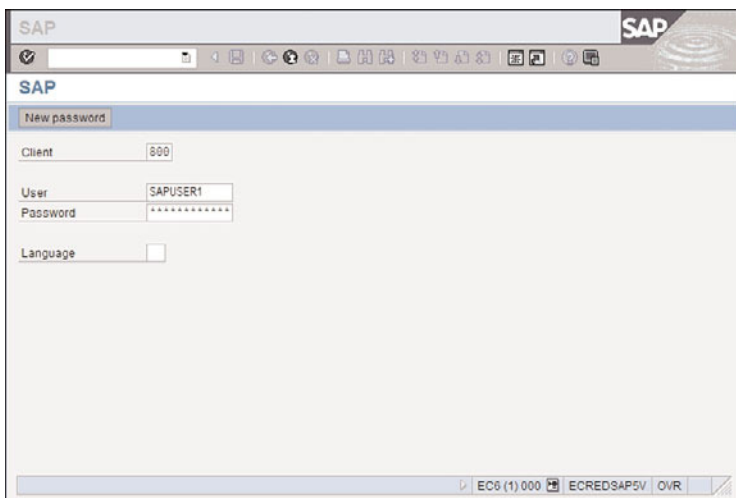 SAP
SAP
SAP
New password
Client 800
User SAPUSER1
Password ************
Language
EC6 (1) 000 ECREDSAP5V OVR